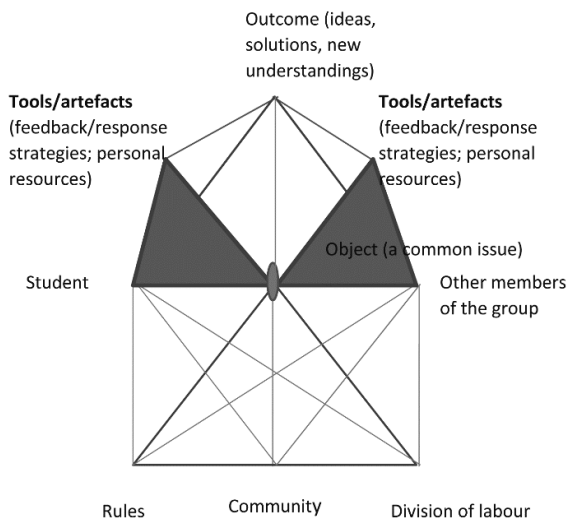 Outcome (ideas,
solutions, new
understandings)
Tools/artefacts
(feedback/response
strategies; personal
resources)
Tools/artefacts
(feedback/response
strategies; personal
resources)
Object (a common issue)
Student
Other members
of the group
Rules
Community
Division of labour